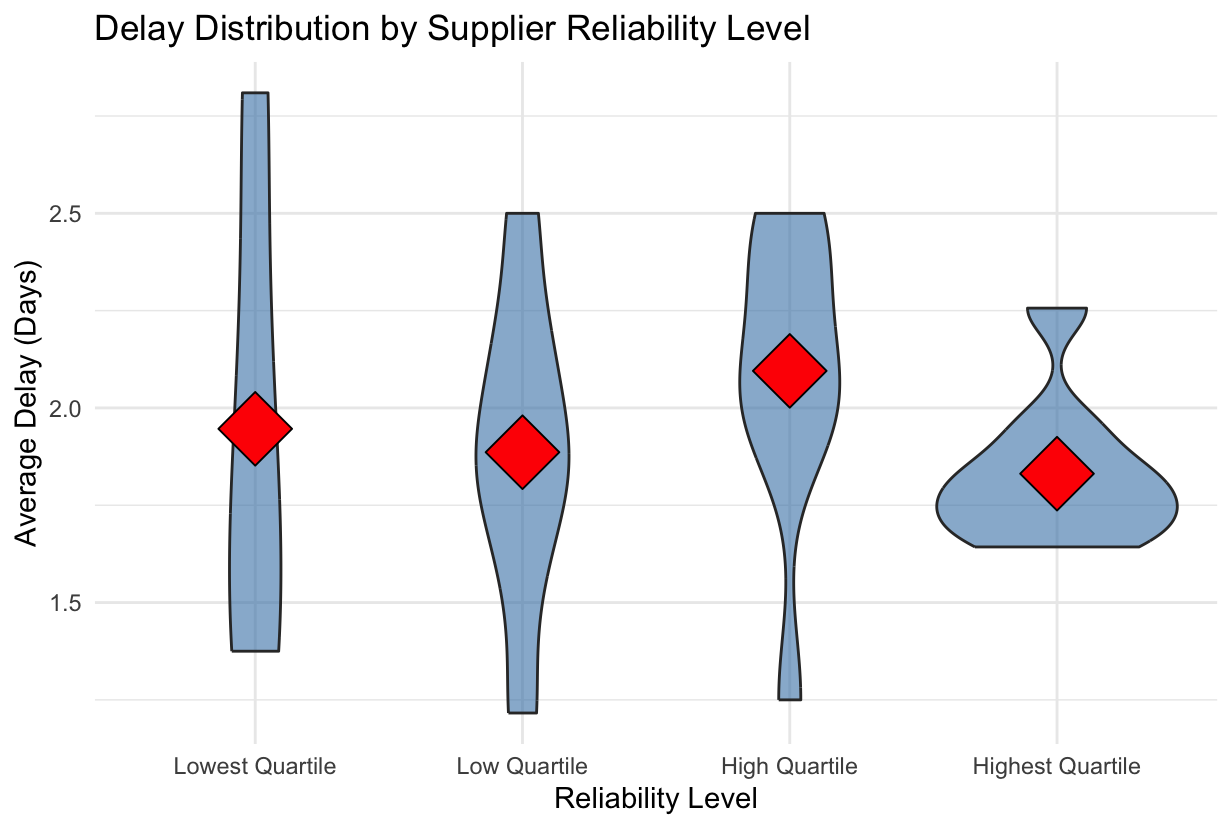 Delay Distribution by Supplier Reliability Level
Average Delay (Days)
2.5
2.0
1.5
Lowest Quartile
Low Quartile
High Quartile
Highest Quartile
Reliability Level